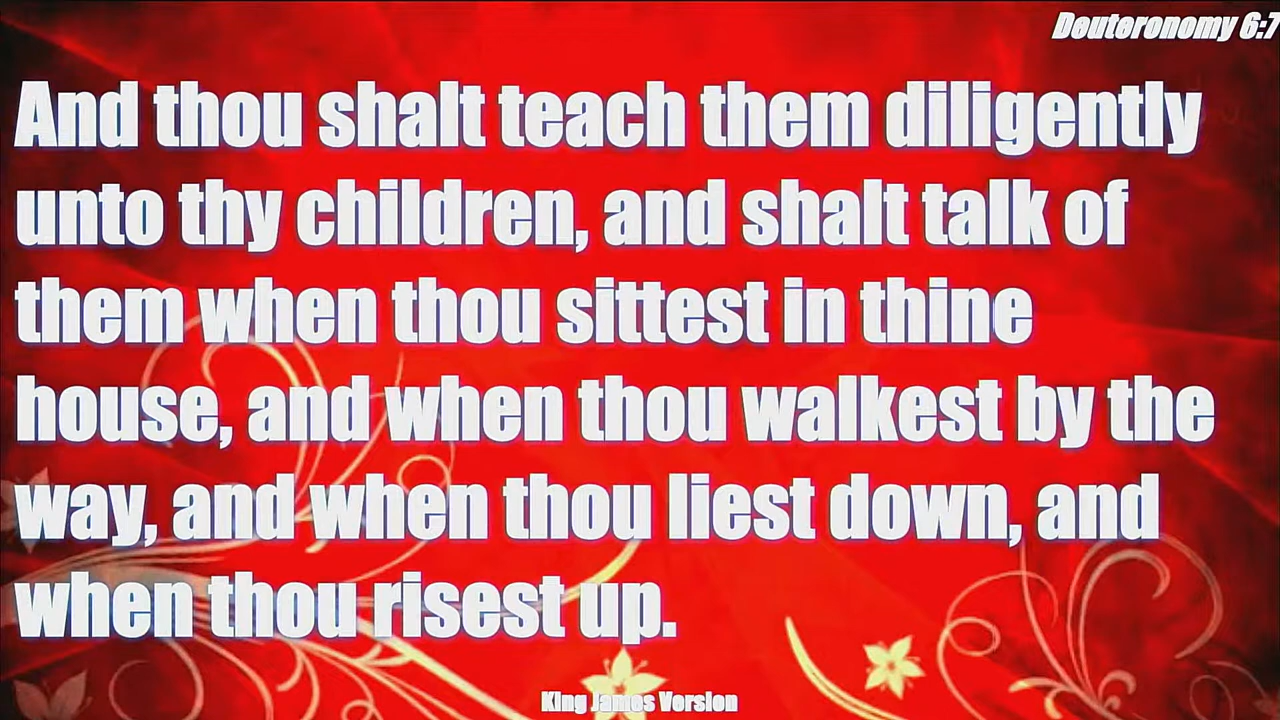 Deuteronomy 6:7
And thou shalt teach them diligently
unto thy children, and shalt talk of
them when thou sittest in thine
house, and when thou walkest by the
way, and when thou liest down, and
when thou risest up.
King James Version